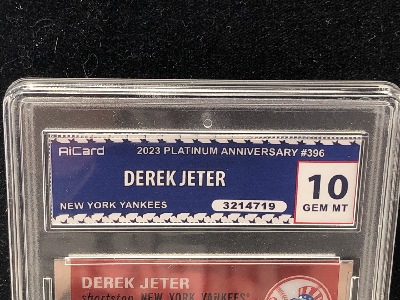 AiCard 2023 PLATINUM ANNIVERSARY #396
DEREK JETER
10
GEM MT
NEW YORK YANKEES 3214719
DEREK JETER
shortstop NEW YORK YANKEES®